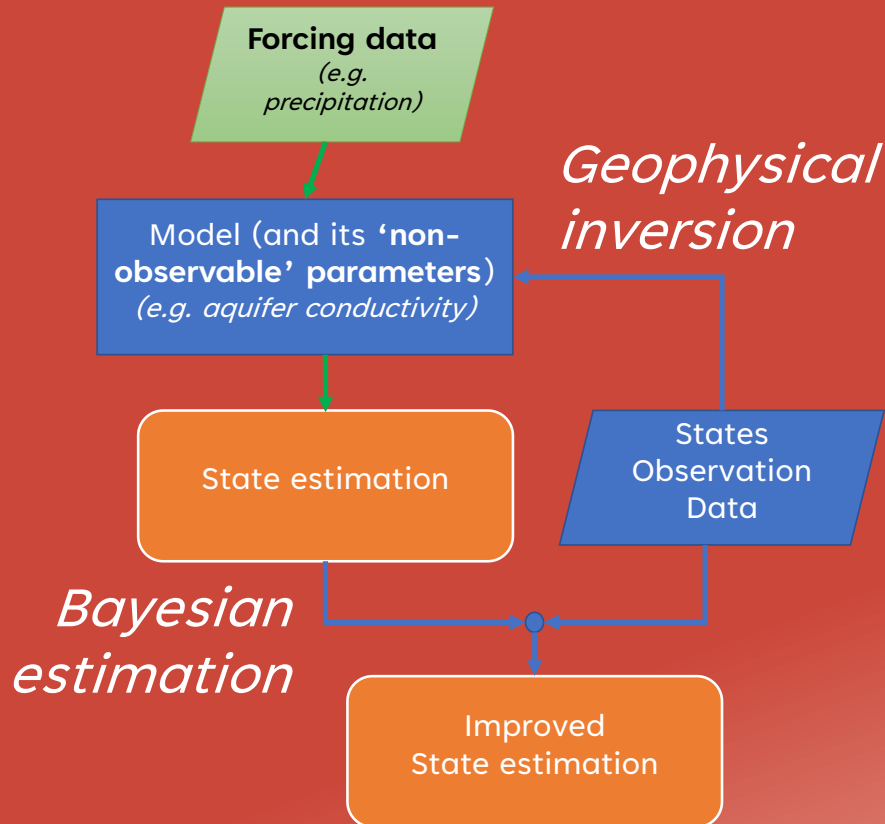 Forcing data
(e.g.
precipitation)
Geophysical
inversion
Model (and its ‘non-
observable’ parameters)
(e.g. aquifer conductivity)
State estimation
States
Observation
Data
Bayesian
estimation
Improved
State estimation